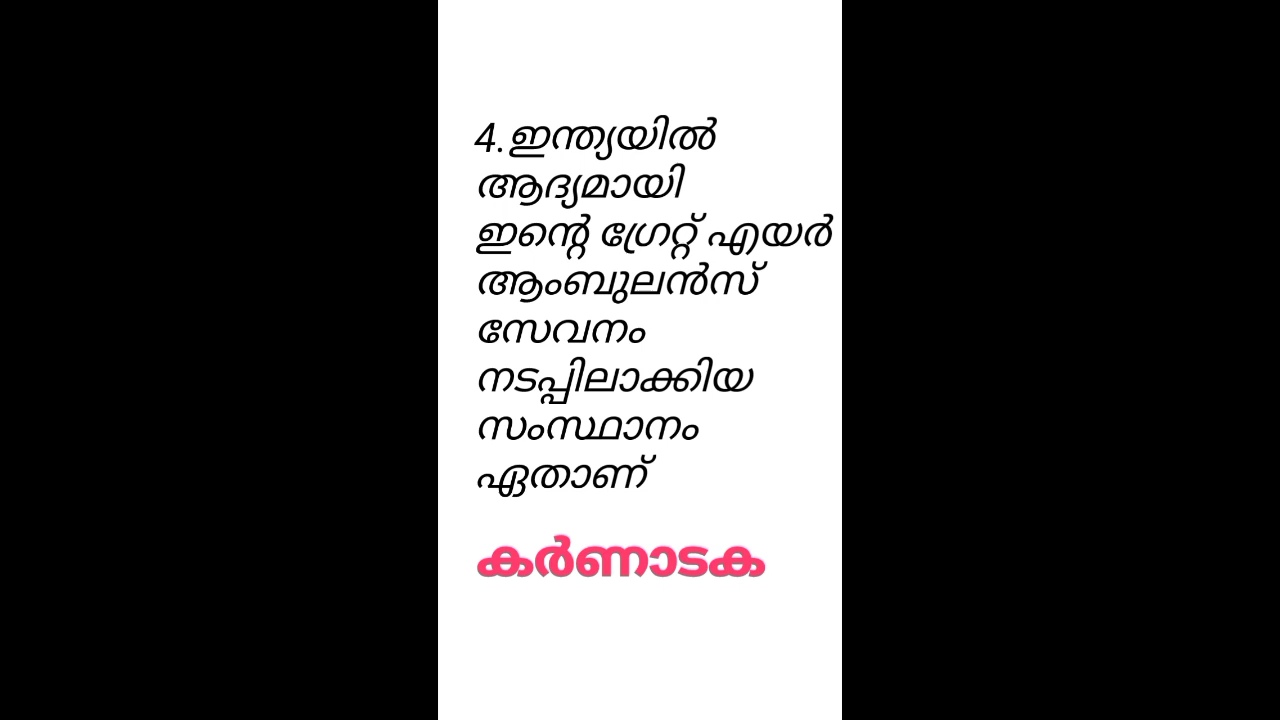 4.ഇന്ത്യയിൽ
ആദ്യമായി
ഇന്റെ ഗ്രേറ്റ് എയർ
ആംബുലൻസ്
സേവനം
നടപ്പിലാക്കിയ
സംസ്ഥാനം
ഏതാണ്
കർണാടക